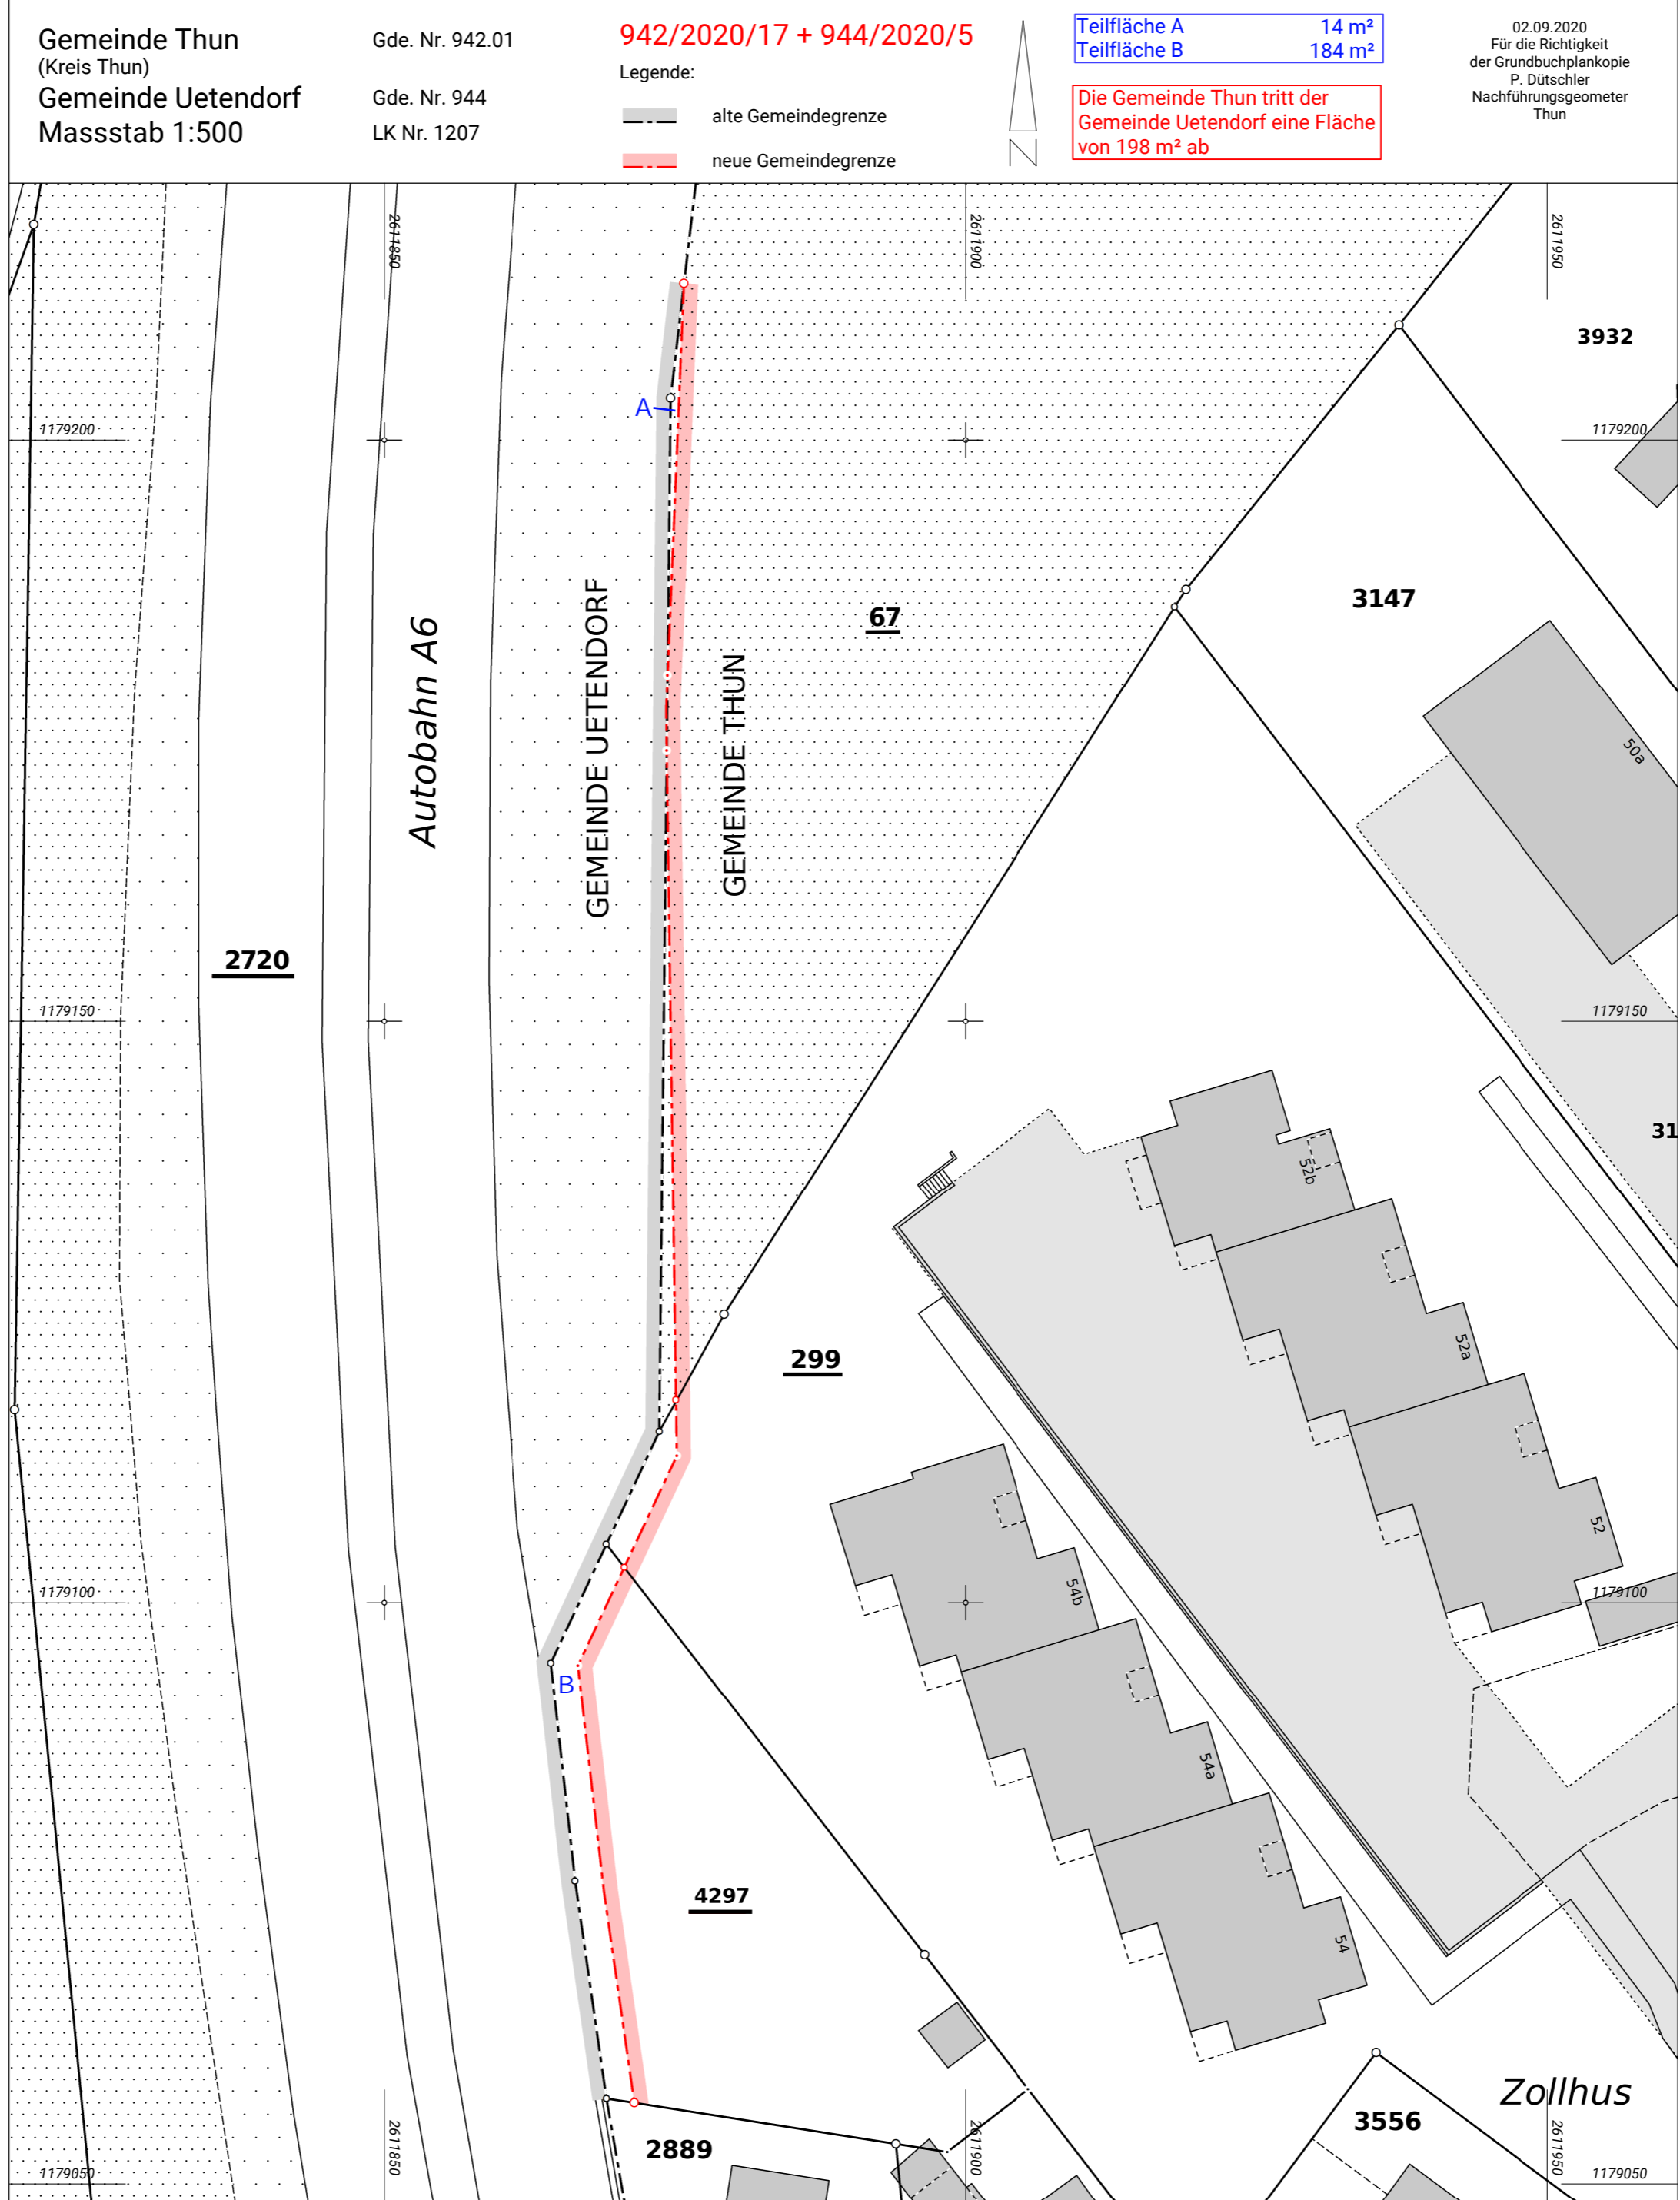 Gemeinde Thun
(Kreis Thun)
Gemeinde Uetendorf
Massstab 1:500
Gde. Nr. 942.01
Gde. Nr. 944
LK Nr. 1207
942/2020/17 + 944/2020/5
Legende:
alte Gemeindegrenze
neue Gemeindegrenze
N
Teilfläche A 14 m²
Teilfläche B 184 m²
Die Gemeinde Thun tritt der
Gemeinde Uetendorf eine Fläche
von 198 m² ab
02.09.2020
Für die Richtigkeit
der Grundbuchplankopie
P. Dütschler
Nachführungsgeometer
Thun
2611850
2611900
2611950
3932
A
1179200
1179200
GEMEINDE UETENDORF
Autobahn A6
67
3147
GEMEINDE THUN
50a
2720
1179150
1179150
31
52b
52a
299
52
54b
1179100
1179100
B
54a
4297
54
Zollhus
3556
2889
2611850
2611900
2611950
1179050
1179050